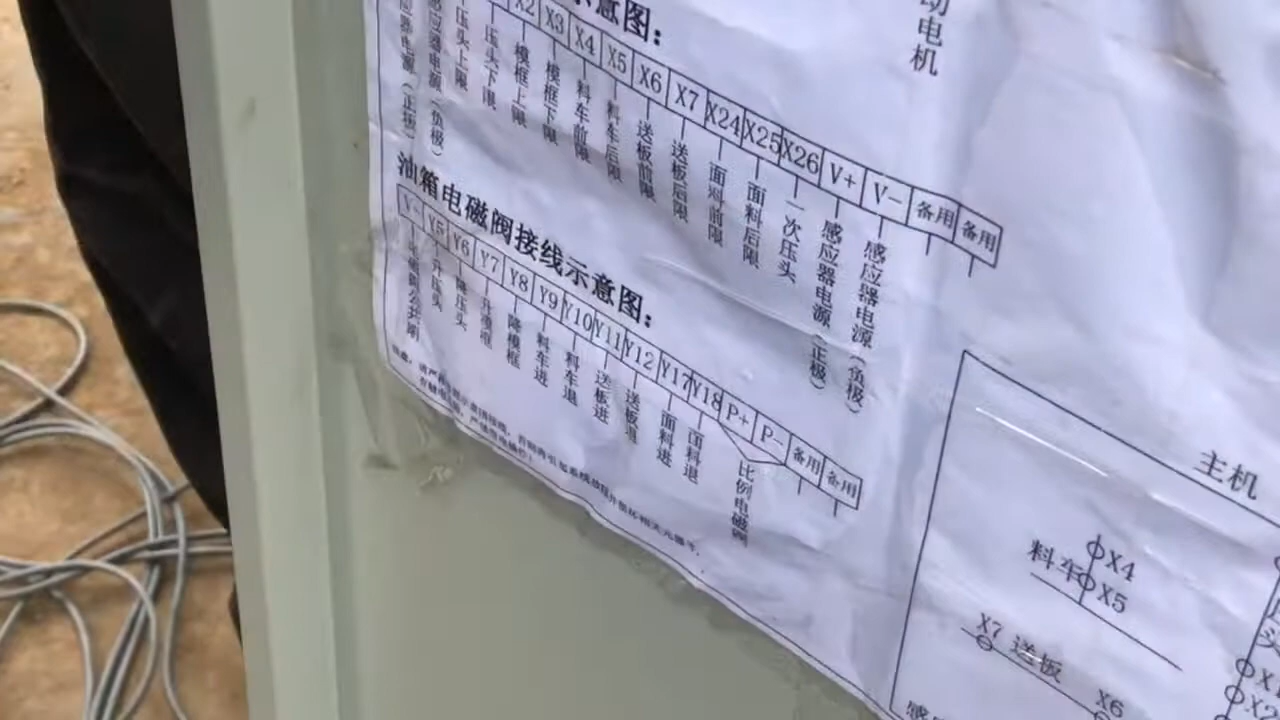 动电机
示意图：
X2 X3 X4 X5 X6 X7 X24 X25 X26 V+ V- 备用 备用
感应器电源（负极）
压头上限
压头下限
模框上限
模框下限
料车前限
料车后限
送板前限
送板后限
面料前限
面料后限
一次压头
感应器电源（正极）
感应器电源（负极）
油箱电磁阀接线示意图：
V- Y5 Y6 Y7 Y8 Y9 Y10 Y11 Y12 Y17 Y18 P+ P- 备用 备用
升压头
降压头
升模框
降模框
料车进
料车退
送板进
送板退
面料进
面料退
比例电磁阀
主机
料车
X4
X5
X7 送板
X6